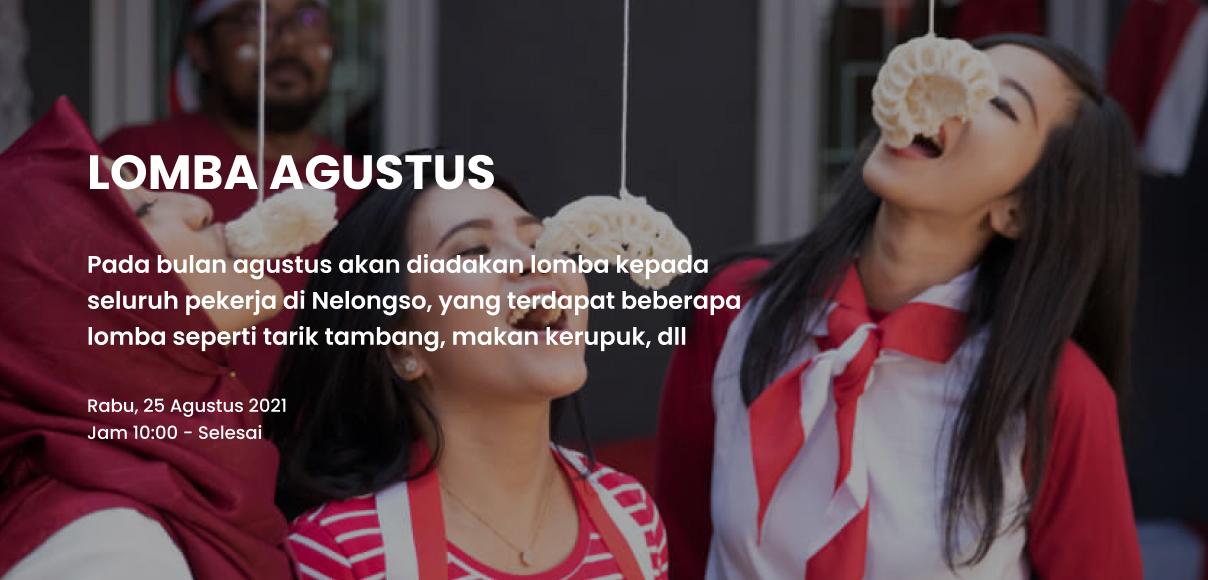 LOMBA AGUSTUS
Pada bulan agustus akan diadakan lomba kepada
seluruh pekerja di Nelongso, yang terdapat beberapa
lomba seperti tarik tambang, makan kerupuk, dll
Rabu, 25 Agustus 2021
Jam 10:00 - Selesai